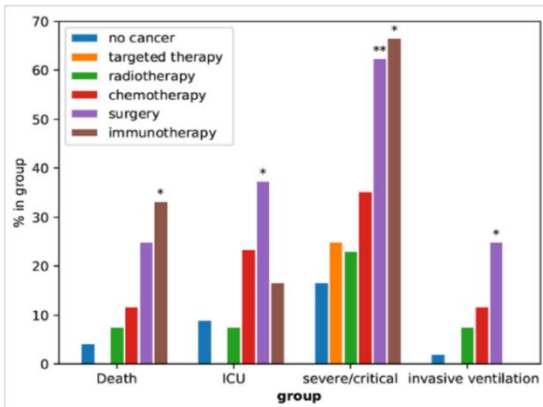 70
60
50
40
30
20
10
0
% in group
no cancer
targeted therapy
radiotherapy
chemotherapy
surgery
immunotherapy
*
*
**
*
*
Death ICU severe/critical invasive ventilation
group